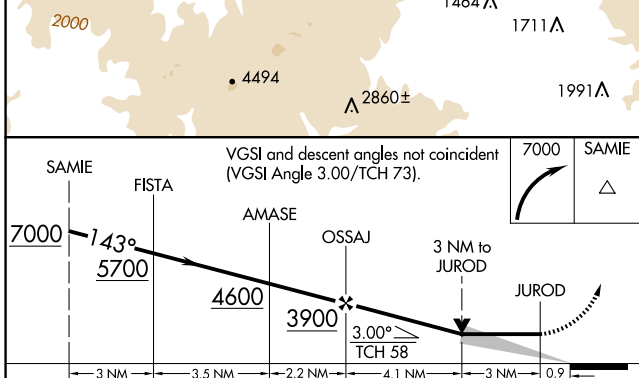 2000
1711
4494
2860±
1991
VGSI and descent angles not coincident
(VGSI Angle 3.00/TCH 73).
7000
SAMIE
SAMIE
FISTA
AMASE
OSSAJ
3 NM to
JUROD
JUROD
7000
143°
5700
4600
3900
3.00°
TCH 58
3 NM
3.5 NM
2.2 NM
4.1 NM
3 NM
0.9